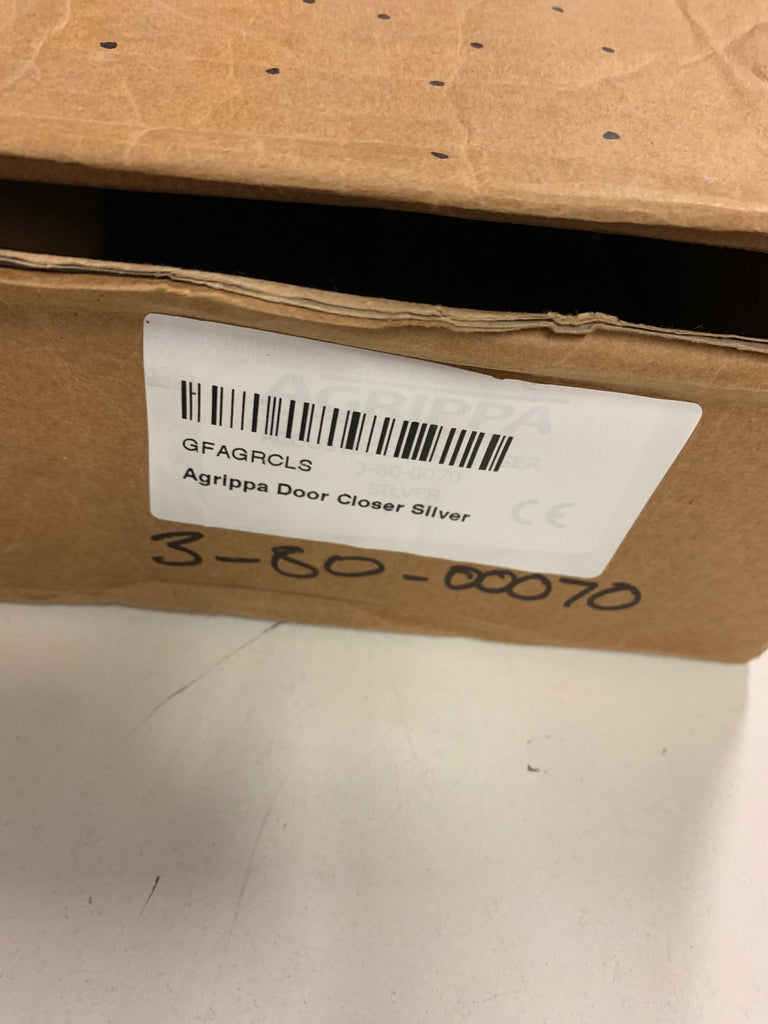 AGRIPPA
GFAGRCLS
3-80-0070
SILVER
Agrippa Door Closer Silver
CE
3-80-00070